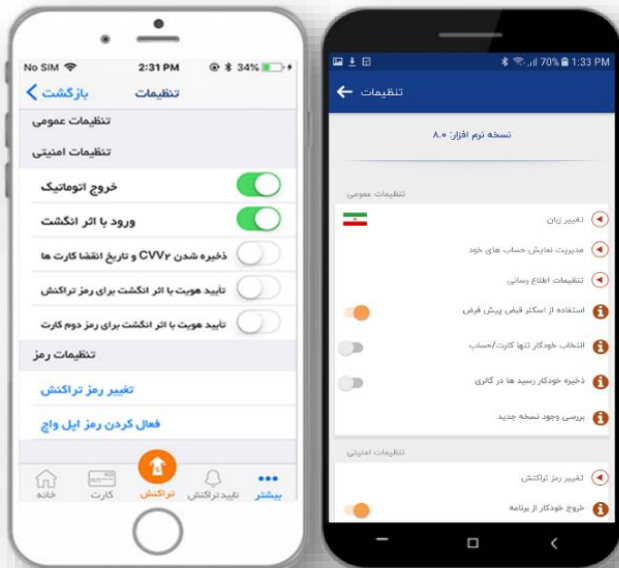 No SIM 2:31 PM 34%
بازگشت
تنظیمات
تنظیمات عمومی
تنظیمات امنیتی
خروج اتوماتیک
ورود با اثر انگشت
ذخیره شدن CVV۲ و تاریخ انقضا کارت ها
تأیید هویت با اثر انگشت برای رمز تراکنش
تأیید هویت با اثر انگشت برای رمز دوم کارت
تنظیمات رمز
تغییر رمز تراکنش
فعال کردن رمز اپل واچ
خانه
کارت
تراکنش
تاییدتراکنش
بیشتر
70% 1:33 PM
تنظیمات
نسخه نرم افزار: ۸.۰
تنظیمات عمومی
تغییر زبان
مدیریت نمایش حساب های خود
تنظیمات اطلاع رسانی
استفاده از اسکنر قبض پیش فرض
انتخاب خودکار تنها کارت/حساب
ذخیره خودکار رسید ها در گالری
بررسی وجود نسخه جدید
تنظیمات امنیتی
تغییر رمز تراکنش
خروج خودکار از برنامه